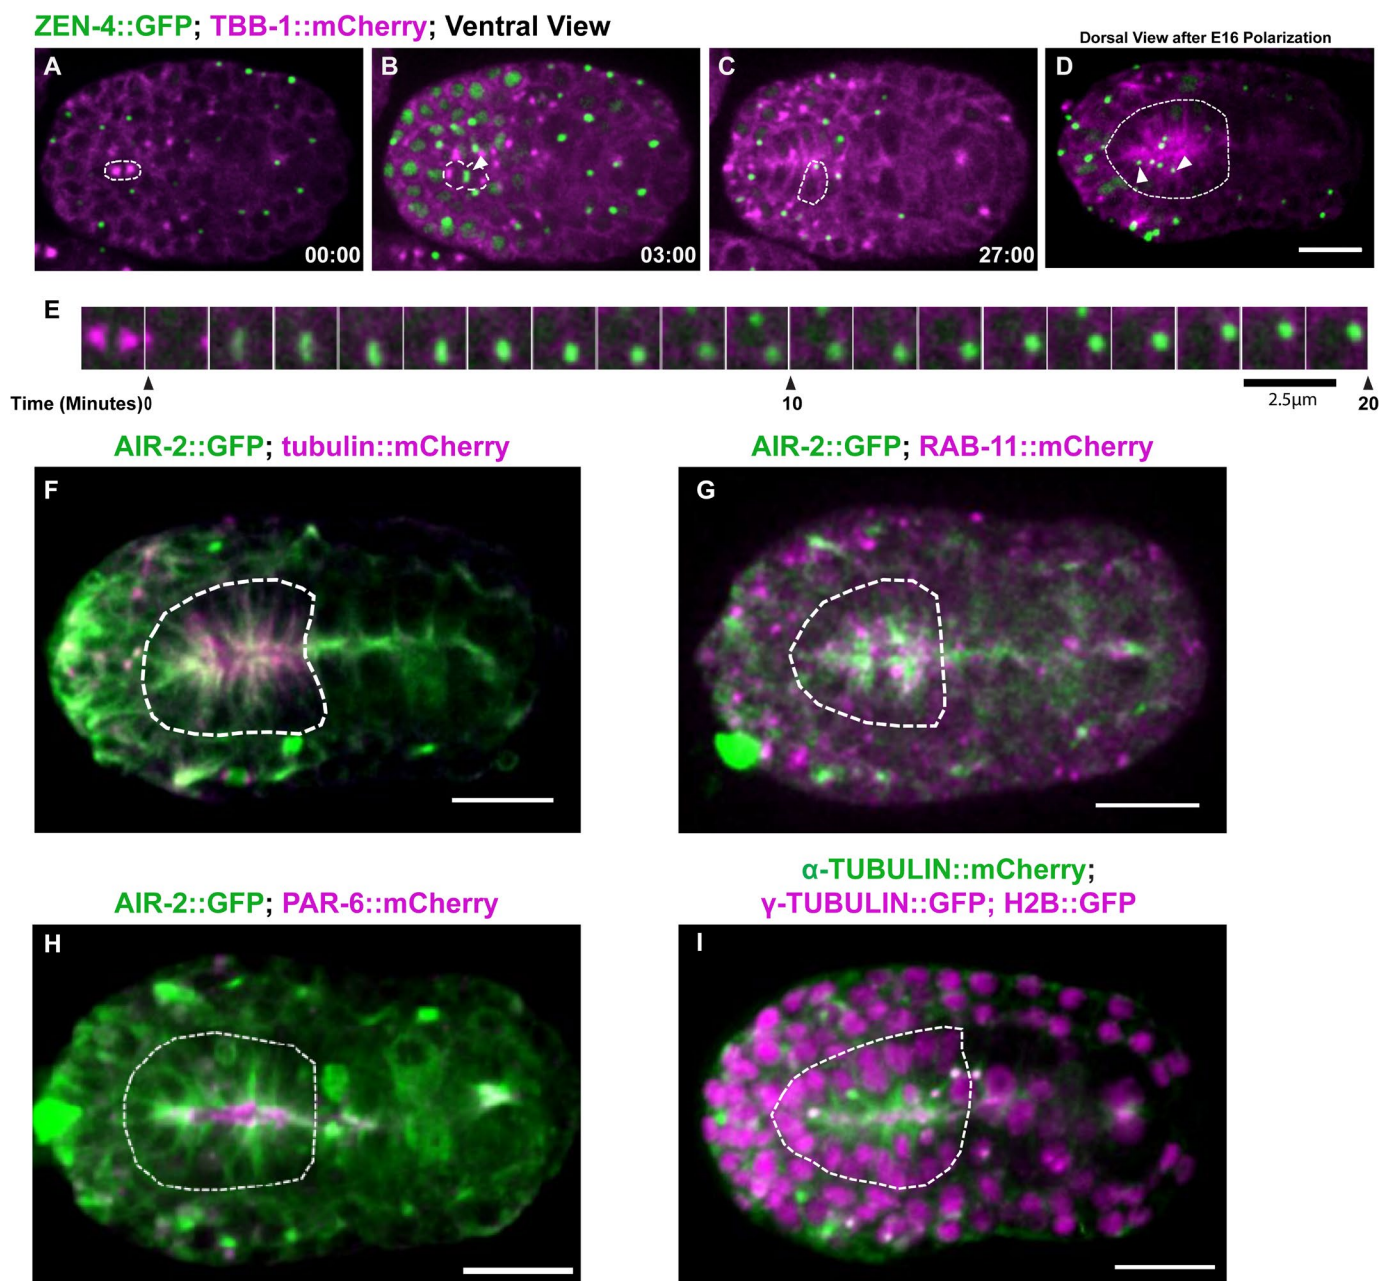 ZEN-4::GFP; TBB-1::mCherry; Ventral View
Dorsal View after E16 Polarization
A
B
C
D
00:00
03:00
27:00
E
Time (Minutes)0
10
2.5μm
20
AIR-2::GFP; tubulin::mCherry
AIR-2::GFP; RAB-11::mCherry
F
G
α-TUBULIN::mCherry;
AIR-2::GFP; PAR-6::mCherry
γ-TUBULIN::GFP; H2B::GFP
H
I